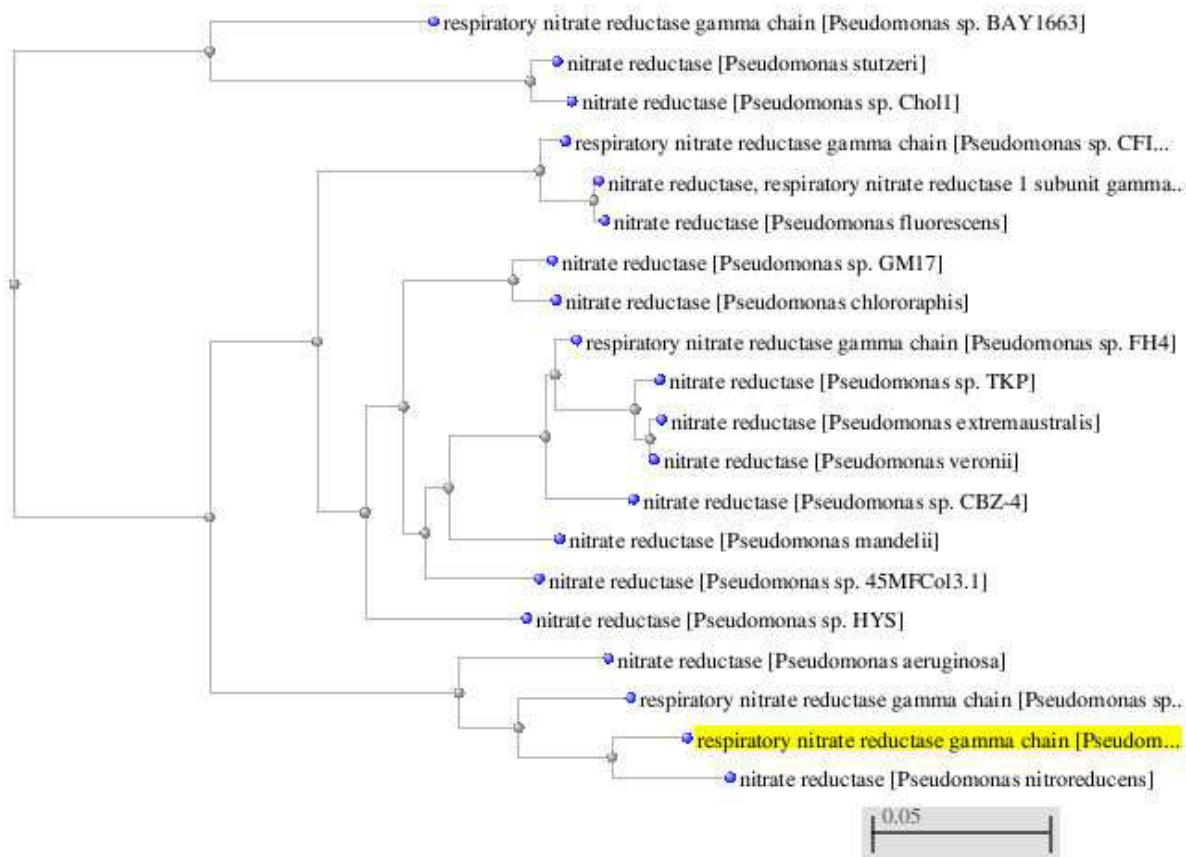 respiratory nitrate reductase gamma chain [Pseudomonas sp. BAY1663]
nitrate reductase [Pseudomonas stutzeri]
nitrate reductase [Pseudomonas sp. Chol1]
respiratory nitrate reductase gamma chain [Pseudomonas sp. CFI...
nitrate reductase, respiratory nitrate reductase 1 subunit gamma..
nitrate reductase [Pseudomonas fluorescens]
nitrate reductase [Pseudomonas sp. GM17]
nitrate reductase [Pseudomonas chlororaphis]
respiratory nitrate reductase gamma chain [Pseudomonas sp. FH4]
nitrate reductase [Pseudomonas sp. TKP]
nitrate reductase [Pseudomonas extremaustralis]
nitrate reductase [Pseudomonas veronii]
nitrate reductase [Pseudomonas sp. CBZ-4]
nitrate reductase [Pseudomonas mandelii]
nitrate reductase [Pseudomonas sp. 45MFCol3.1]
nitrate reductase [Pseudomonas sp. HYS]
nitrate reductase [Pseudomonas aeruginosa]
respiratory nitrate reductase gamma chain [Pseudomonas sp..
respiratory nitrate reductase gamma chain [Pseudom...
nitrate reductase [Pseudomonas nitroreducens]
0.05